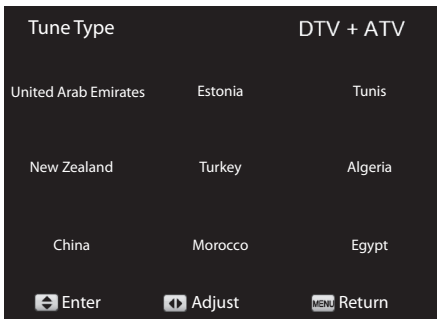 Tune Type DTV + ATV
United Arab Emirates Estonia Tunis
New Zealand Turkey Algeria
China Morocco Egypt
Enter Adjust MENU Return